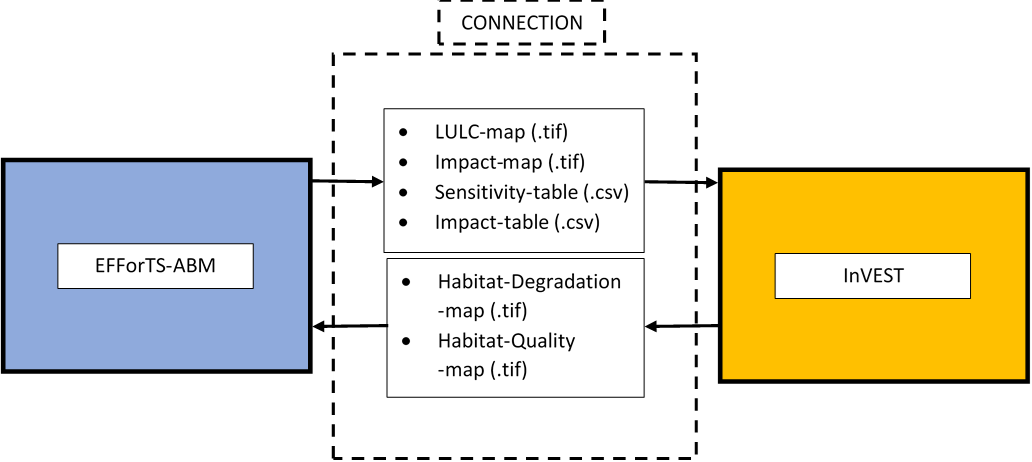 CONNECTION
• LULC-map (.tif)
• Impact-map (.tif)
• Sensitivity-table (.csv)
• Impact-table (.csv)
EFForTS-ABM
InVEST
• Habitat-Degradation
-map (.tif)
• Habitat-Quality
-map (.tif)